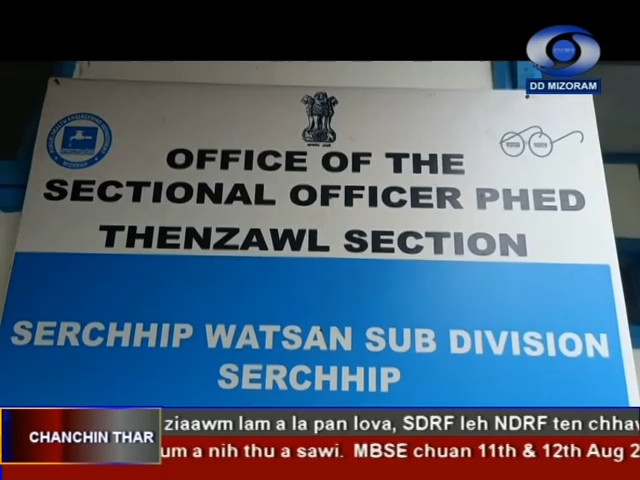 DD MIZORAM
OFFICE OF THE
SECTIONAL OFFICER PHED
THENZAWL SECTION
SERCHHIP WATSAN SUB DIVISION
SERCHHIP
CHANCHIN THAR
ziaawm lam a la pan lova, SDRF leh NDRF ten chhaw
um a nih thu a sawi. MBSE chuan 11th & 12th Aug 2